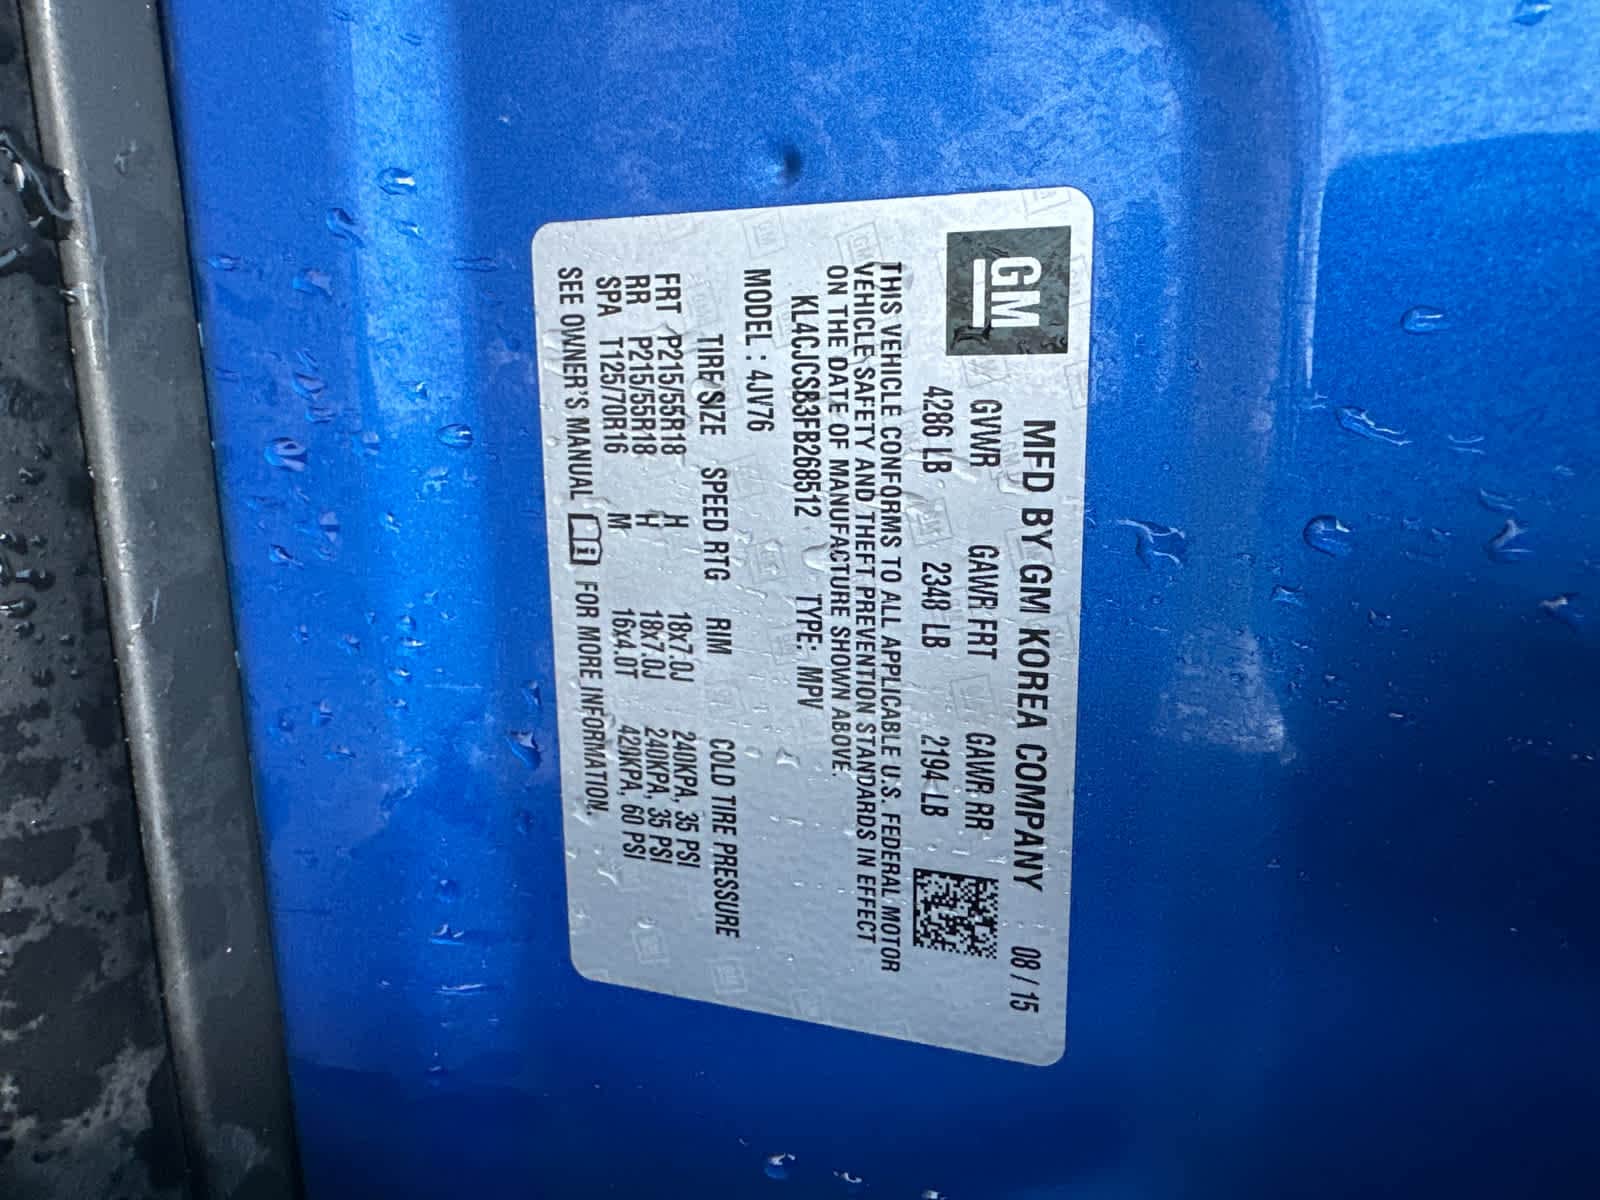 GM
MFD BY GM KOREA COMPANY 08 / 15
GVWR GAWR FRT GAWR RR
4286 LB 2348 LB 2194 LB
THIS VEHICLE CONFORMS TO ALL APPLICABLE U.S. FEDERAL MOTOR
VEHICLE SAFETY AND THEFT PREVENTION STANDARDS IN EFFECT
ON THE DATE OF MANUFACTURE SHOWN ABOVE.
KL4CJCSB3FB268512 TYPE: MPV
MODEL : 4JV76
TIRE SIZE SPEED RTG RIM COLD TIRE PRESSURE
FRT P215/55R18 H 18x7.0J 240KPA, 35 PSI
RR P215/55R18 H 18x7.0J 240KPA, 35 PSI
SPA T125/70R16 M 16x4.0T 420KPA, 60 PSI
SEE OWNER'S MANUAL i FOR MORE INFORMATION.